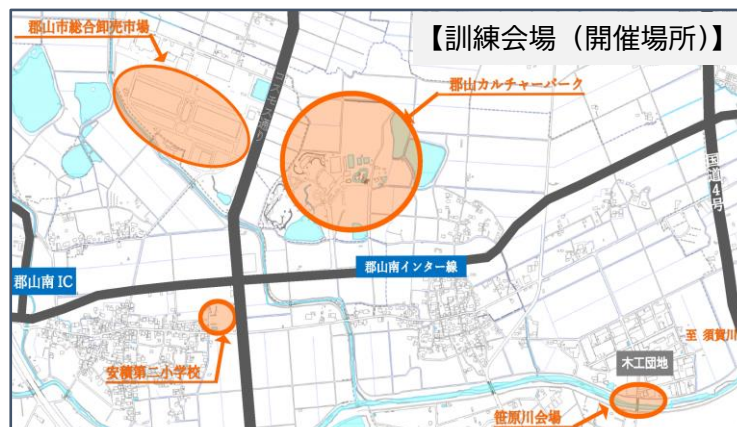 【訓練会場（開催場所）】
郡山市総合卸売市場
郡山カルチャーパーク
国道4号
郡山南IC
郡山南インター線
安積第三小学校
至 須賀川
木工団地
笹原川会場